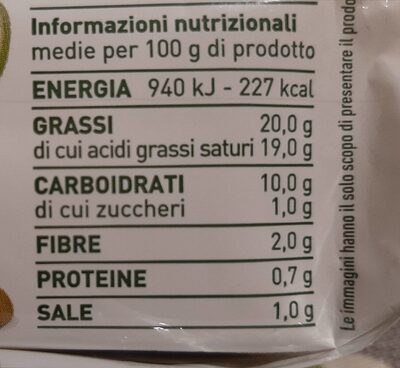 Informazioni nutrizionali
medie per 100 g di prodotto
ENERGIA 940 kJ - 227 kcal
GRASSI 20,0 g
di cui acidi grassi saturi 19,0 g
CARBOIDRATI 10,0 g
di cui zuccheri 1,0 g
FIBRE 2,0 g
PROTEINE 0,7 g
SALE 1,0 g
Le immagini hanno il solo scopo di presentare il prodo